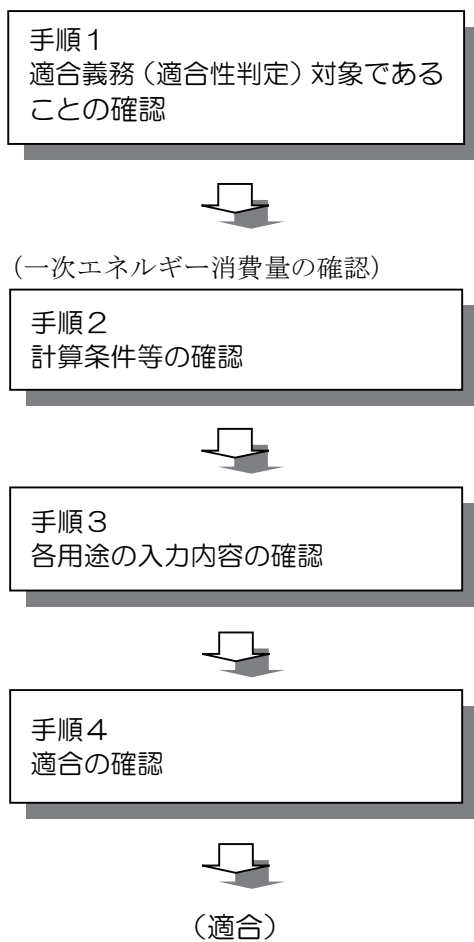 手順１
適合義務（適合性判定）対象である
ことの確認
（一次エネルギー消費量の確認）
手順２
計算条件等の確認
手順３
各用途の入力内容の確認
手順４
適合の確認
（適合）